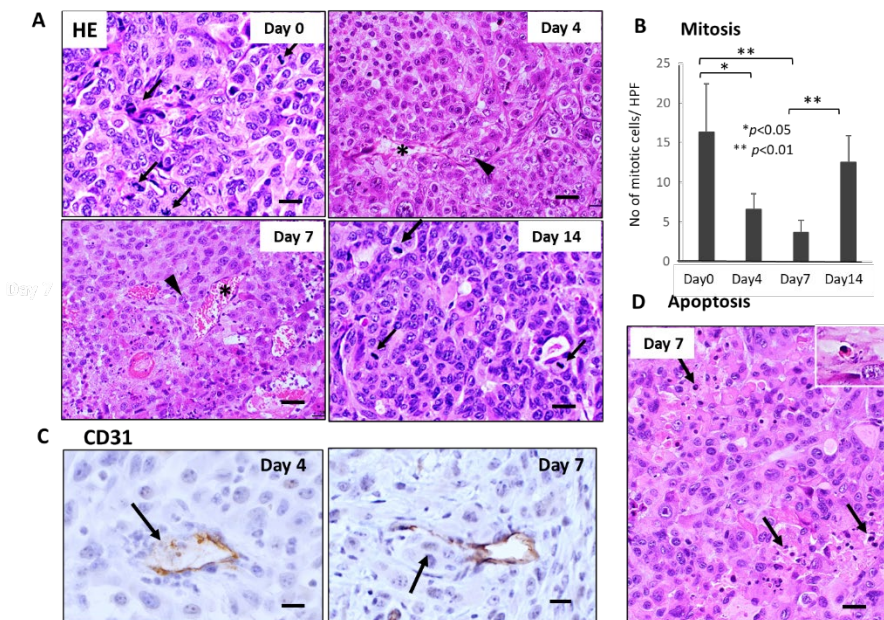 A
HE
Day 0
Day 4
*
Day 7
Day 7
*
Day 14
B Mitosis
**
*
**
*p<0.05
** p<0.01
No of mitotic cells/ HPF
25
20
15
10
5
0
Day0 Day4 Day7 Day14
C CD31
Day 4
Day 7
D Apoptosis
Day 7